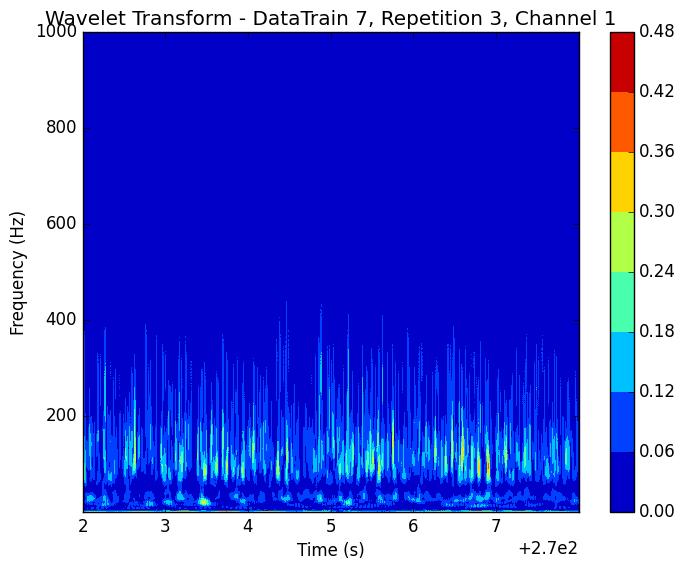 Wavelet Transform - DataTrain 7, Repetition 3, Channel 1
1000
800
600
400
200
Frequency (Hz)
2 3 4 5 6 7
Time (s)
+2.7e2
0.48
0.42
0.36
0.30
0.24
0.18
0.12
0.06
0.00